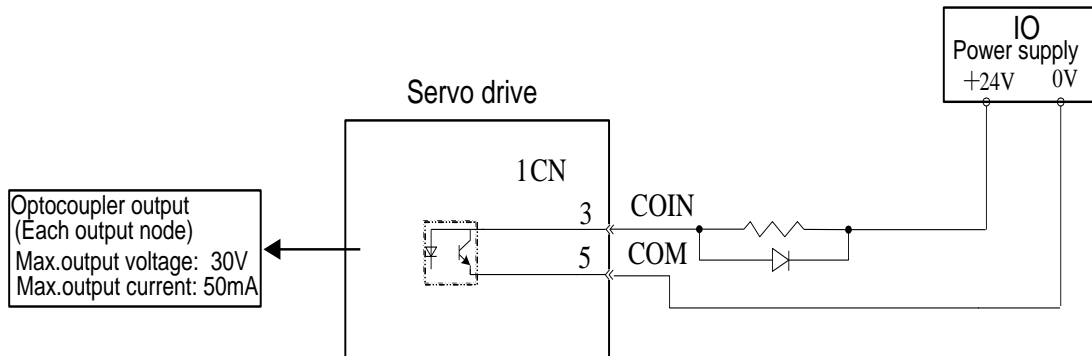 IO
Power supply
+24V 0V
Servo drive
1CN
3 COIN
5 COM
Optocoupler output
(Each output node)
Max.output voltage: 30V
Max.output current: 50mA